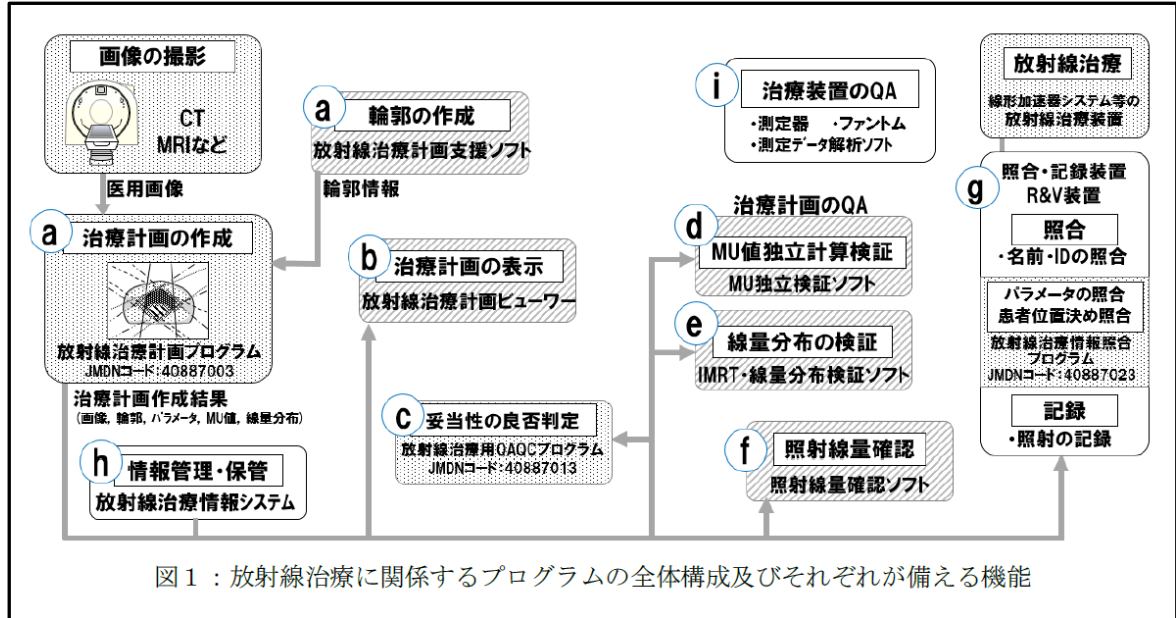 画像の撮影
CT
MRIなど
医用画像
a
輪郭の作成
放射線治療計画支援ソフト
輪郭情報
a
治療計画の作成
放射線治療計画プログラム
JMDNコード:40887003
治療計画作成結果
(画像, 輪郭, パラメータ, MU値, 線量分布)
h
情報管理・保管
放射線治療情報システム
b
治療計画の表示
放射線治療計画ビューワー
c
妥当性の良否判定
放射線治療用QAQCプログラム
JMDNコード:40887013
i
治療装置のQA
・測定器 ・ファントム
・測定データ解析ソフト
治療計画のQA
d
MU値独立計算検証
MU独立検証ソフト
e
線量分布の検証
IMRT・線量分布検証ソフト
f
照射線量確認
照射線量確認ソフト
放射線治療
線形加速器システム等の
放射線治療装置
g
照合・記録装置
R&V装置
照合
・名前・IDの照合
パラメータの照合
患者位置決め照合
放射線治療情報照合
プログラム
JMDNコード:40887023
記録
・照射の記録
図1：放射線治療に関係するプログラムの全体構成及びそれぞれが備える機能